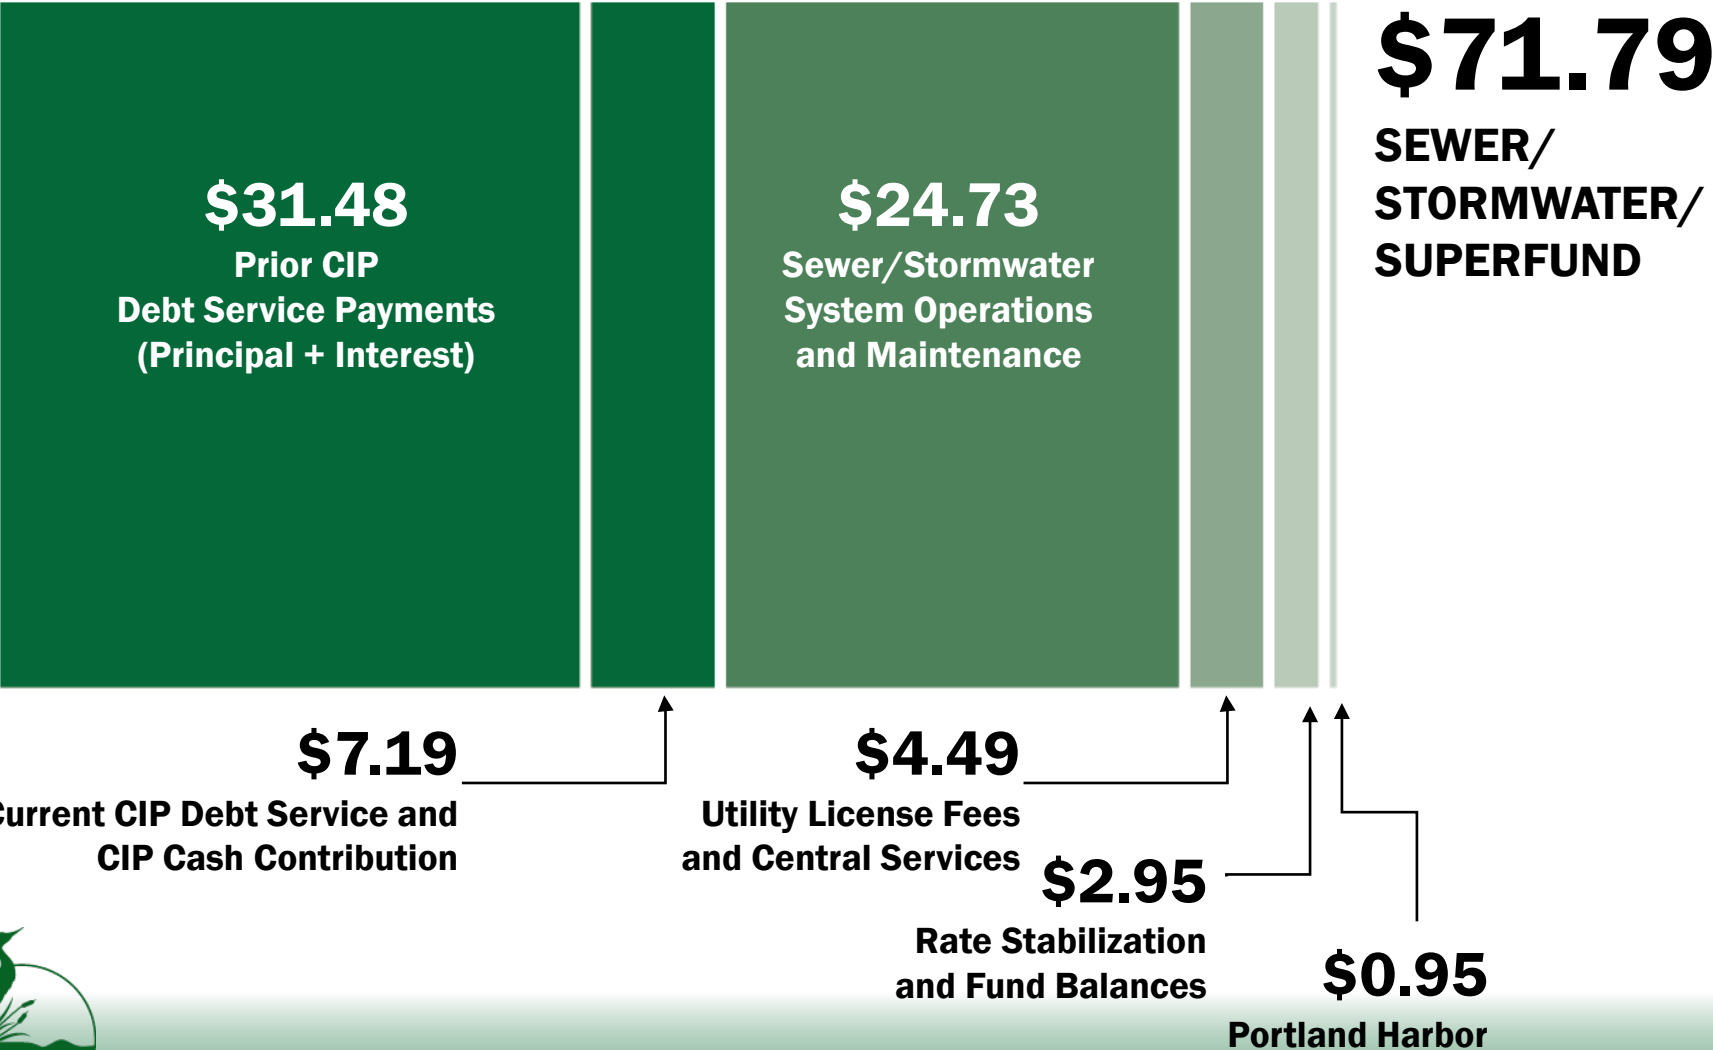 $71.79
SEWER/
STORMWATER/
SUPERFUND
$31.48
Prior CIP
Debt Service Payments
(Principal + Interest)
$24.73
Sewer/Stormwater
System Operations
and Maintenance
$7.19
Current CIP Debt Service and
CIP Cash Contribution
$4.49
Utility License Fees
and Central Services
$2.95
Rate Stabilization
and Fund Balances
$0.95
Portland Harbor